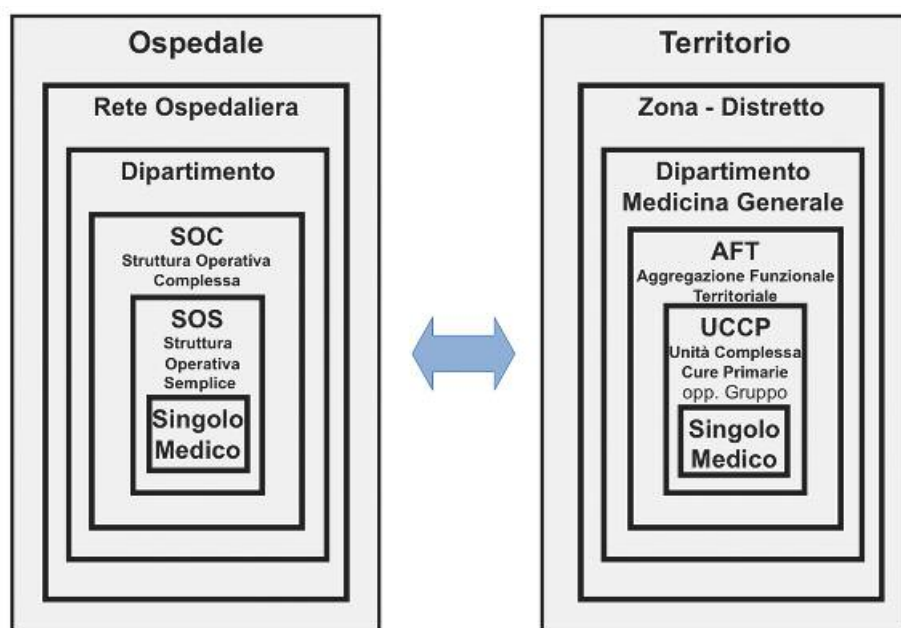 Ospedale
Rete Ospedaliera
Dipartimento
SOC
Struttura Operativa
Complessa
SOS
Struttura
Operativa
Semplice
Singolo
Medico
Territorio
Zona - Distretto
Dipartimento
Medicina Generale
AFT
Aggregazione Funzionale
Territoriale
UCCP
Unità Complessa
Cure Primarie
opp. Gruppo
Singolo
Medico